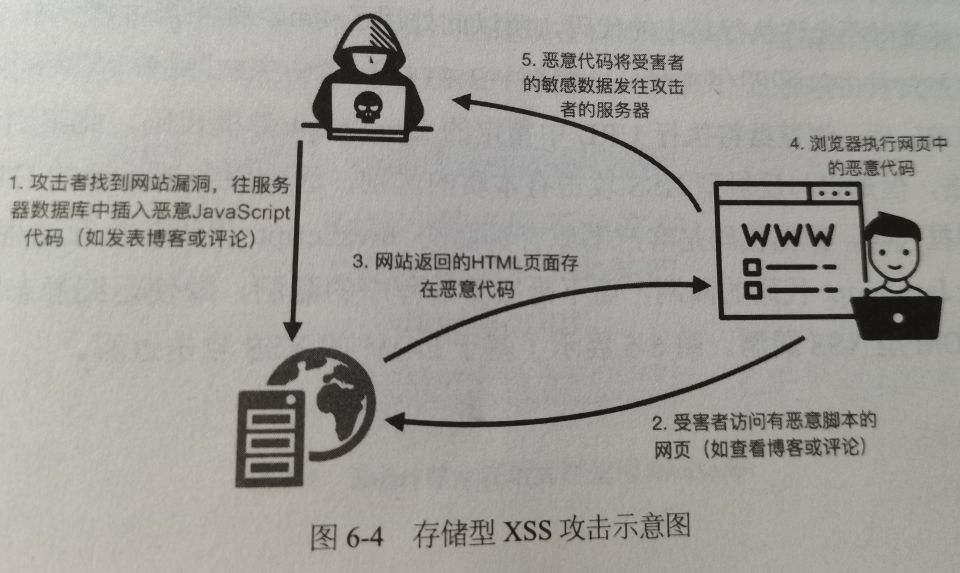 1. 攻击者找到网站漏洞，往服务
器数据库中插入恶意JavaScript
代码（如发表博客或评论）
5. 恶意代码将受害者
的敏感数据发往攻击
者的服务器
4. 浏览器执行网页中
的恶意代码
WWW
3. 网站返回的HTML页面存
在恶意代码
2. 受害者访问有恶意脚本的
网页（如查看博客或评论）
图 6-4 存储型 XSS 攻击示意图